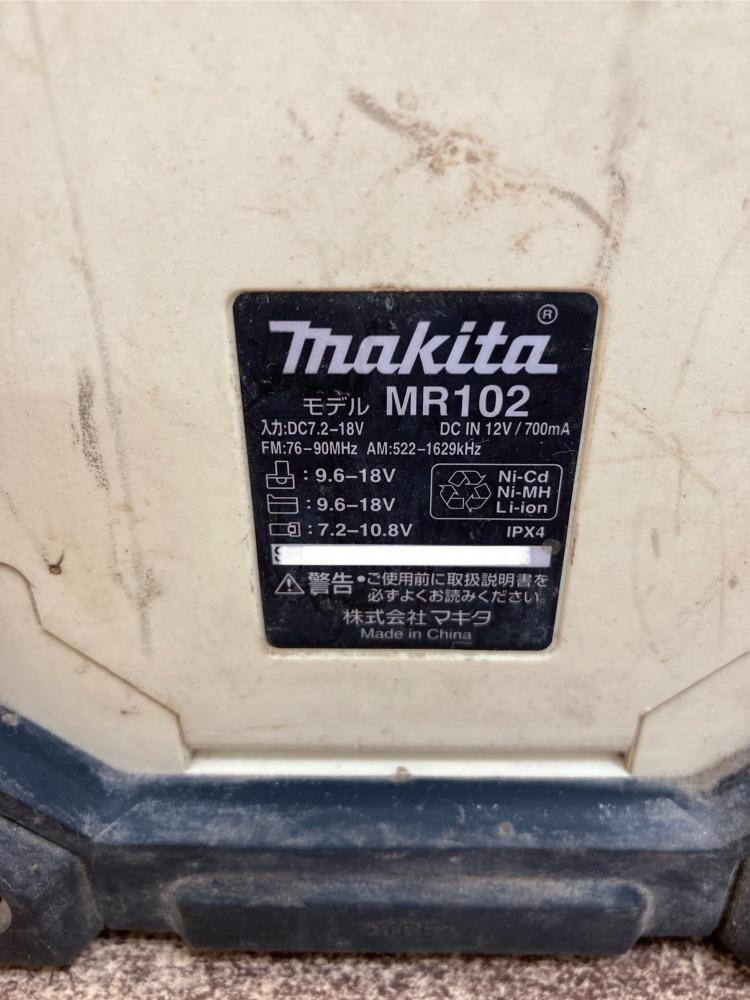 makita®
モデル MR102
入力:DC7.2–18V DC IN 12V / 700mA
FM:76–90MHz AM:522–1629kHz
: 9.6–18V
: 9.6–18V
: 7.2–10.8V
Ni-Cd
Ni-MH
Li-ion
IPX4
警告 •ご使用前に取扱説明書を
必ずよくお読みください。
株式会社 マキタ
Made in China